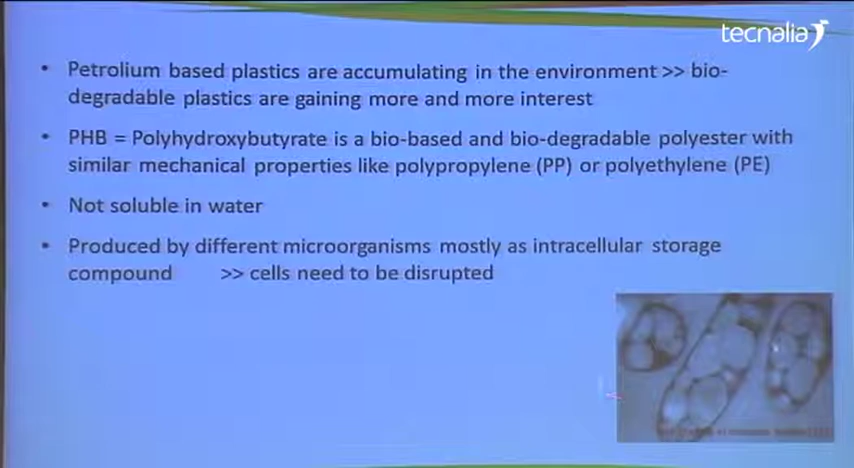 tecnalia
• Petrolium based plastics are accumulating in the environment >> bio-
degradable plastics are gaining more and more interest
• PHB = Polyhydroxybutyrate is a bio-based and bio-degradable polyester with
similar mechanical properties like polypropylene (PP) or polyethylene (PE)
• Not soluble in water
• Produced by different microorganisms mostly as intracellular storage
compound >> cells need to be disrupted